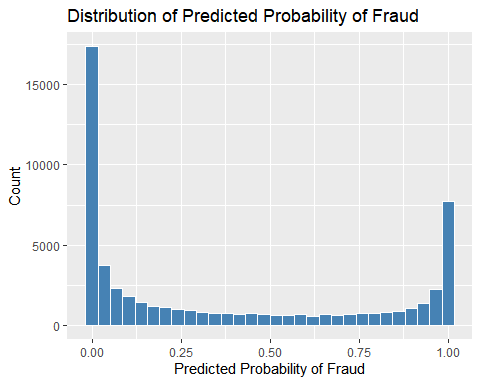 Distribution of Predicted Probability of Fraud
Count
15000
10000
5000
0
0.00 0.25 0.50 0.75 1.00
Predicted Probability of Fraud